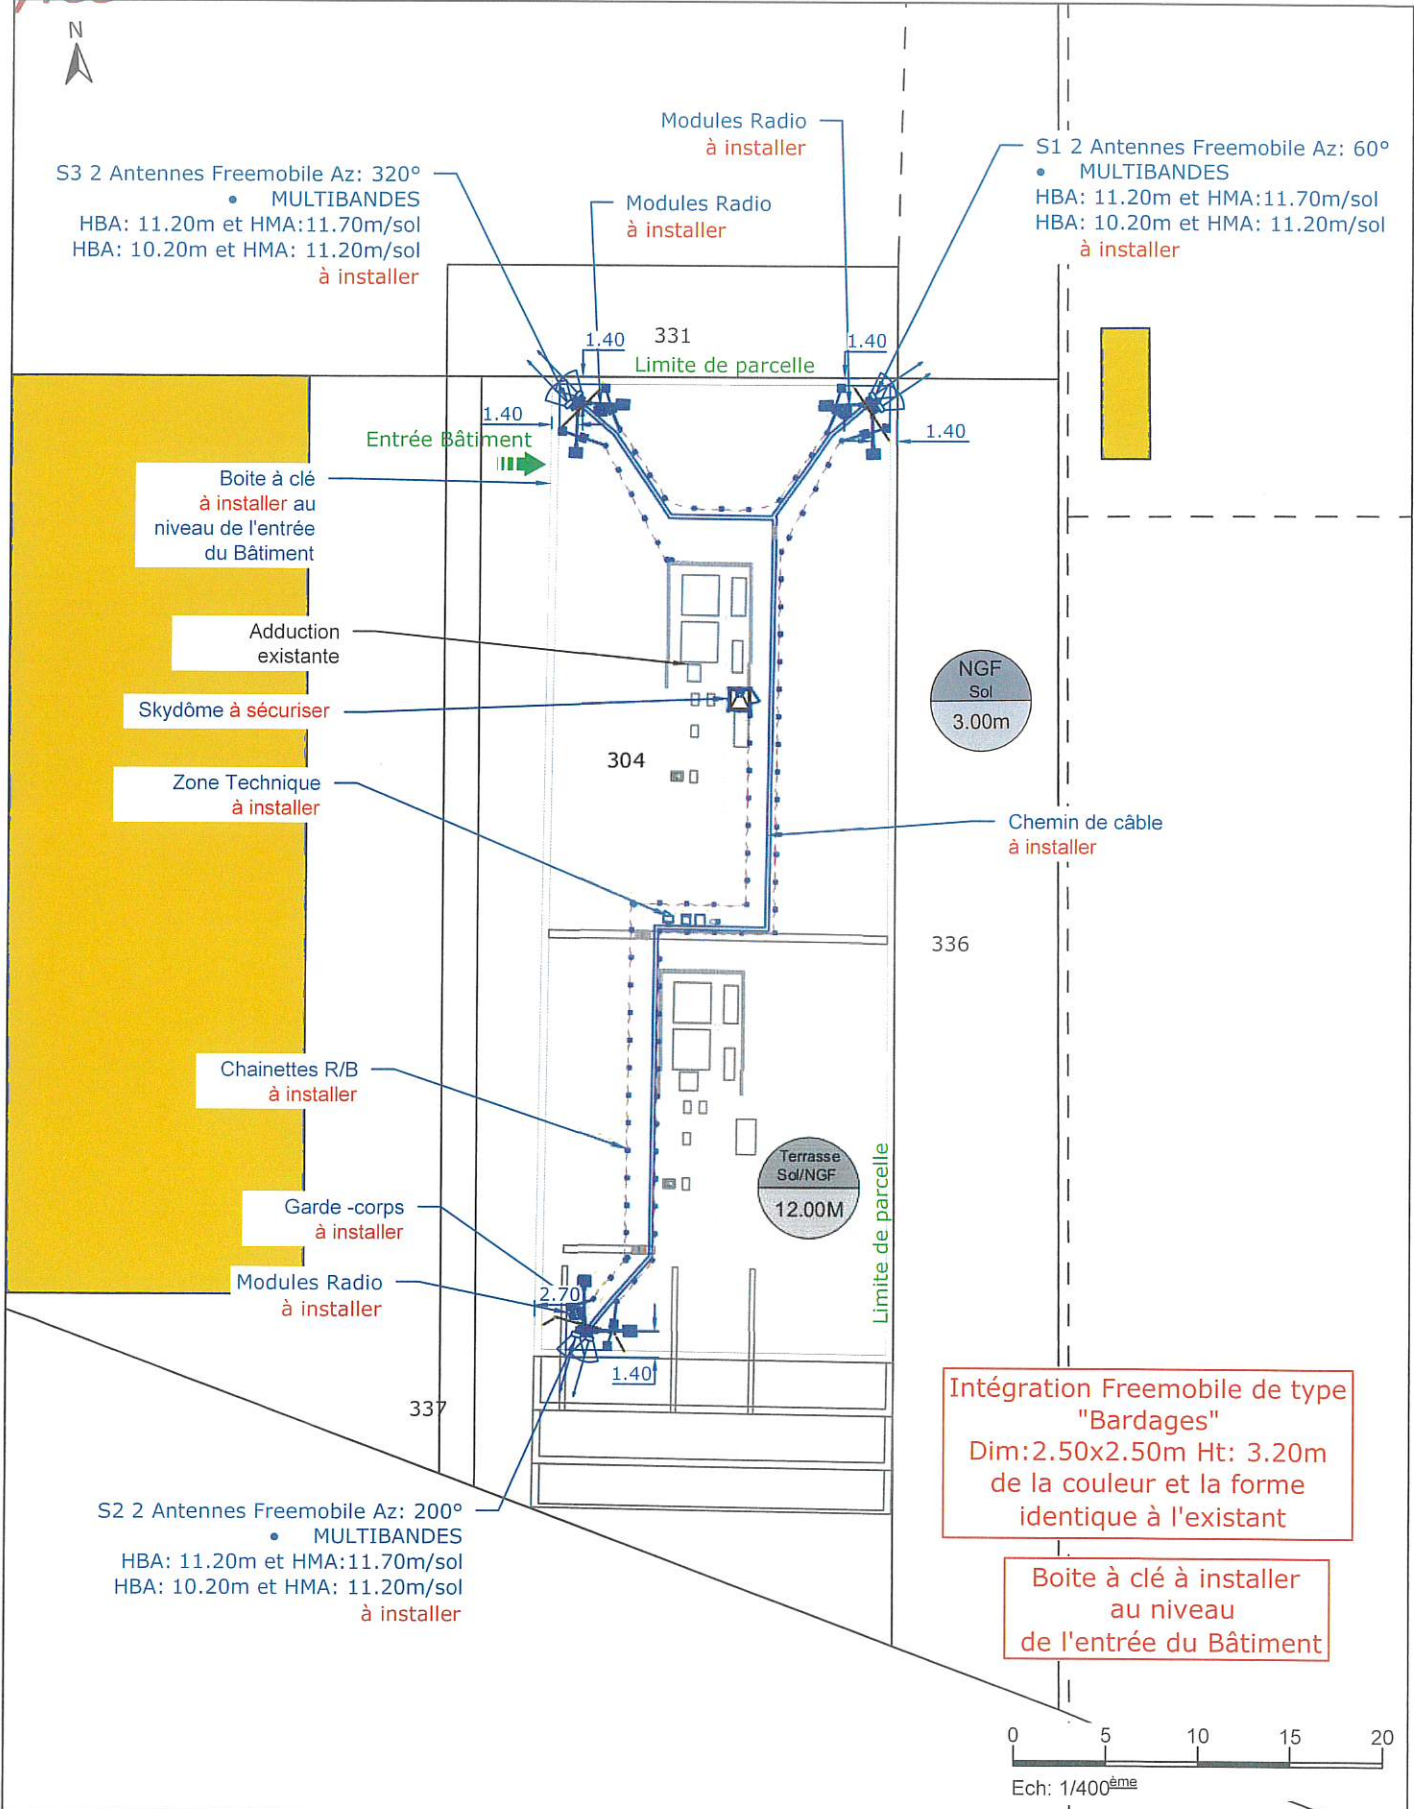 N
Modules Radio
à installer
S3 2 Antennes Freemobile Az: 320°
• MULTIBANDES
HBA: 11.20m et HMA:11.70m/sol
HBA: 10.20m et HMA: 11.20m/sol
à installer
Modules Radio
à installer
S1 2 Antennes Freemobile Az: 60°
• MULTIBANDES
HBA: 11.20m et HMA:11.70m/sol
HBA: 10.20m et HMA: 11.20m/sol
à installer
1.40
331
1.40
Limite de parcelle
1.40
1.40
Entrée Bâtiment
Boite à clé
à installer au
niveau de l'entrée
du Bâtiment
Adduction
existante
Skydôme à sécuriser
NGF
Sol
3.00m
304
Zone Technique
à installer
Chemin de câble
à installer
336
Chainettes R/B
à installer
Terrasse
Sol/NGF
12.00M
Limite de parcelle
Garde -corps
à installer
Modules Radio
à installer
2.70
1.40
337
Intégration Freemobile de type
"Bardages"
Dim:2.50x2.50m Ht: 3.20m
de la couleur et la forme
identique à l'existant
S2 2 Antennes Freemobile Az: 200°
• MULTIBANDES
HBA: 11.20m et HMA:11.70m/sol
HBA: 10.20m et HMA: 11.20m/sol
à installer
Boite à clé à installer
au niveau
de l'entrée du Bâtiment
0 5 10 15 20
Ech: 1/400ème